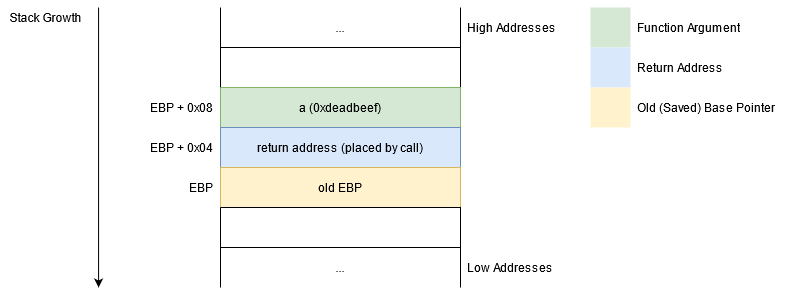 Stack Growth
...
High Addresses
EBP + 0x08
a (0xdeadbeef)
EBP + 0x04
return address (placed by call)
EBP
old EBP
...
Low Addresses
Function Argument
Return Address
Old (Saved) Base Pointer